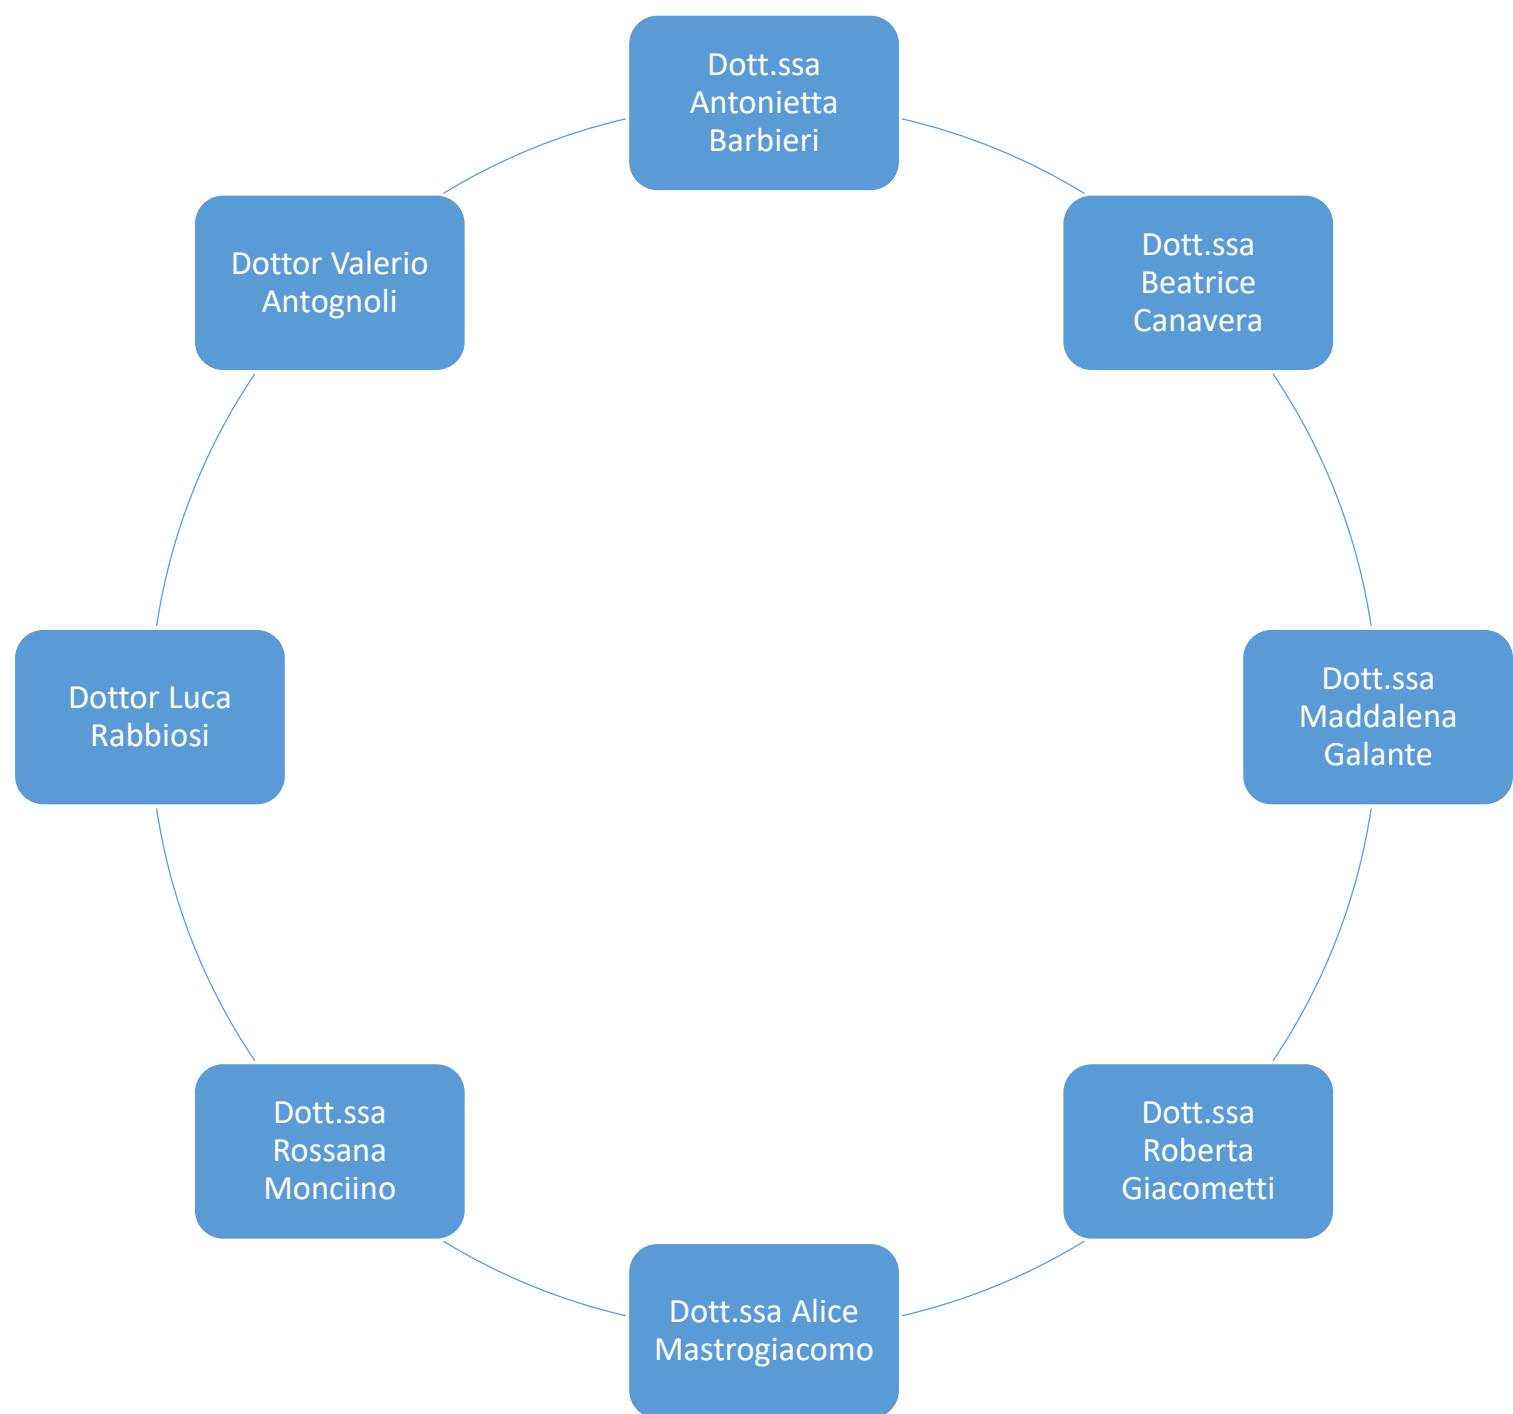 Dott.ssa
Antonietta
Barbieri
Dott.ssa
Beatrice
Canavera
Dott.ssa
Maddalena
Galante
Dott.ssa
Roberta
Giacometti
Dott.ssa Alice
Mastrogiacomo
Dott.ssa
Rossana
Monciino
Dottor Luca
Rabbiosi
Dottor Valerio
Antognoli